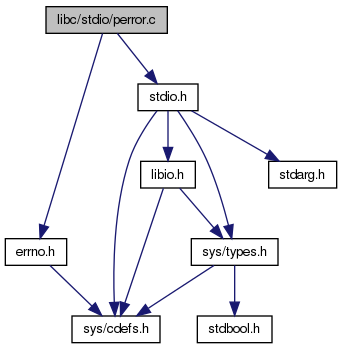 libc/stdio/perror.c
stdio.h
libio.h
stdarg.h
errno.h
sys/types.h
sys/cdefs.h
stdbool.h